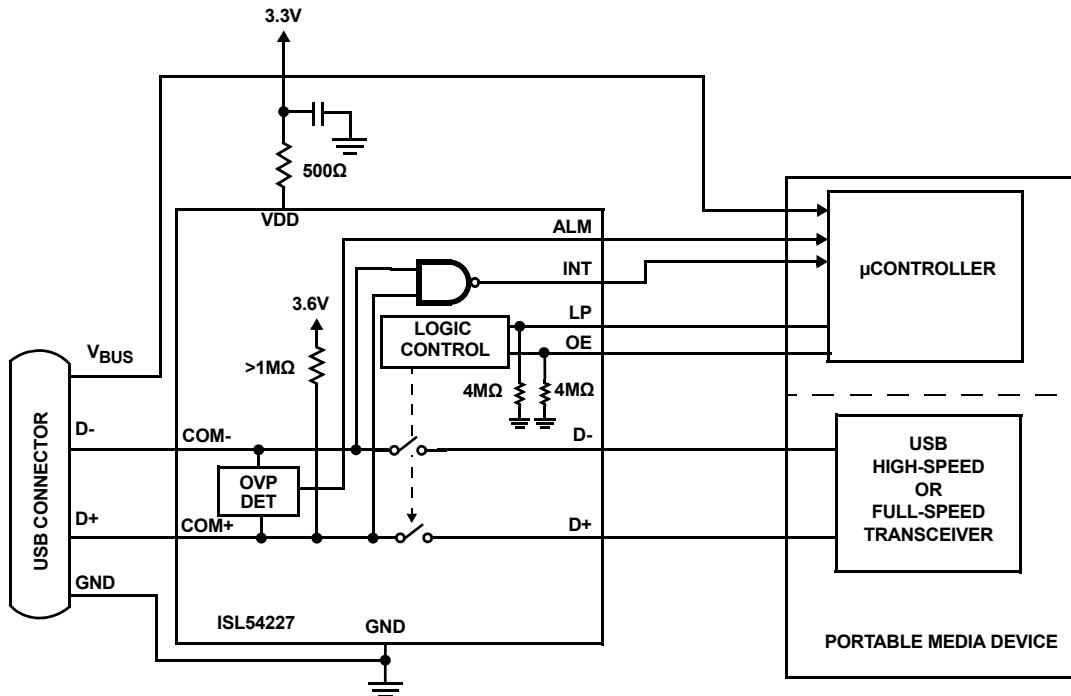 3.3V
500Ω
VDD
ALM
INT
LP
OE
µCONTROLLER
3.6V
>1MΩ
LOGIC
CONTROL
4MΩ
4MΩ
VBUS
D-
COM-
D-
OVP
DET
D+
COM+
D+
USB CONNECTOR
USB
HIGH-SPEED
OR
FULL-SPEED
TRANSCEIVER
GND
ISL54227
GND
PORTABLE MEDIA DEVICE